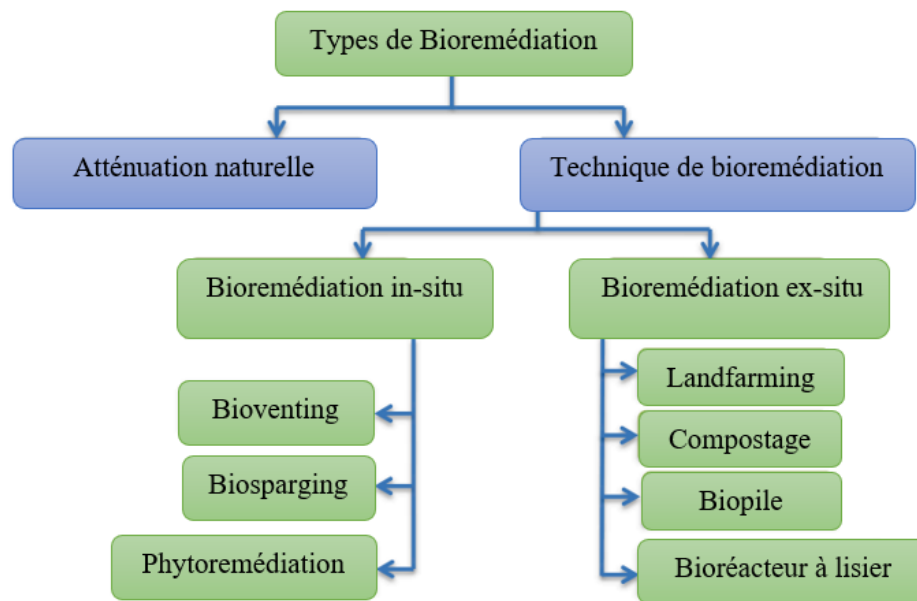 Types de Bioremédiation
Atténuation naturelle
Technique de bioremédiation
Bioremédiation in-situ
Bioremédiation ex-situ
Bioventing
Biosparging
Phytoremédiation
Landfarming
Compostage
Biopile
Bioréacteur à lisier